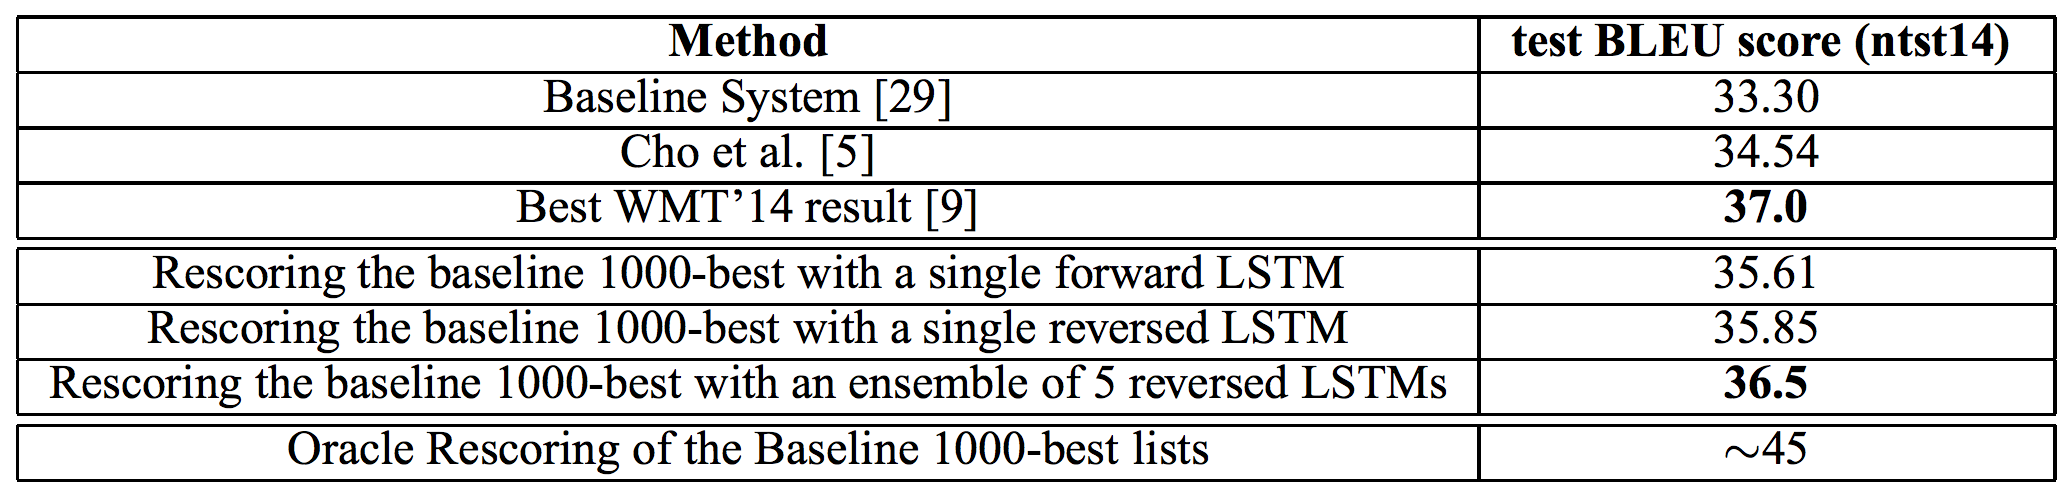 Method test BLEU score (ntst14)
Baseline System [29] 33.30
Cho et al. [5] 34.54
Best WMT’14 result [9] 37.0
Rescoring the baseline 1000-best with a single forward LSTM 35.61
Rescoring the baseline 1000-best with a single reversed LSTM 35.85
Rescoring the baseline 1000-best with an ensemble of 5 reversed LSTMs 36.5
Oracle Rescoring of the Baseline 1000-best lists ∼45